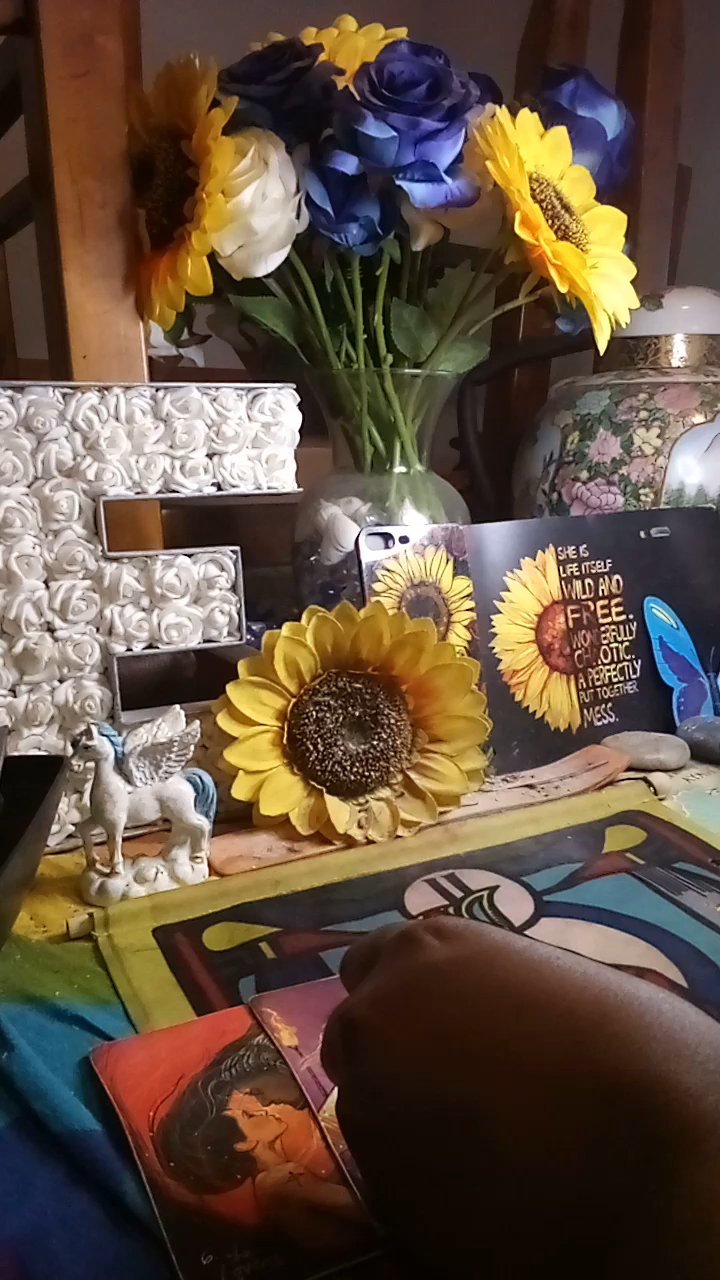 E
SHE IS
LIFE ITSELF
WILD AND
FREE.
WONDERFULLY
CHAOTIC.
A PERFECTLY
PUT TOGETHER
MESS.